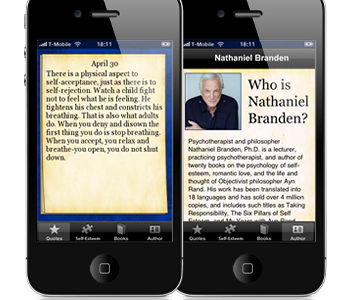 T-Mobile 18:11
April 30
There is a physical aspect to
self-acceptance, just as there is to
self-rejection. Watch a child fight
not to feel what he is feeling. He
tightens his chest and constricts his
breathing. That is also what adults
do. When you deny and disown the
first thing you do is stop breathing.
When you accept, you relax and
breathe-you open, you do not shut
down.
Quotes Self-Esteem Books Author
T-Mobile 18:11
Nathaniel Branden
Who is
Nathaniel
Branden?
Psychotherapist and philosopher
Nathaniel Branden, Ph.D. is a lecturer,
practicing psychotherapist, and author of
twenty books on the psychology of self-
esteem, romantic love, and the life and
thought of Objectivist philosopher Ayn
Rand. His work has been translated into
18 languages and has sold over 4 million
copies, and includes such titles as Taking
Responsibility, The Six Pillars of Self
Esteem, and My Years with Ayn Rand
Quotes Self-Esteem Books Author